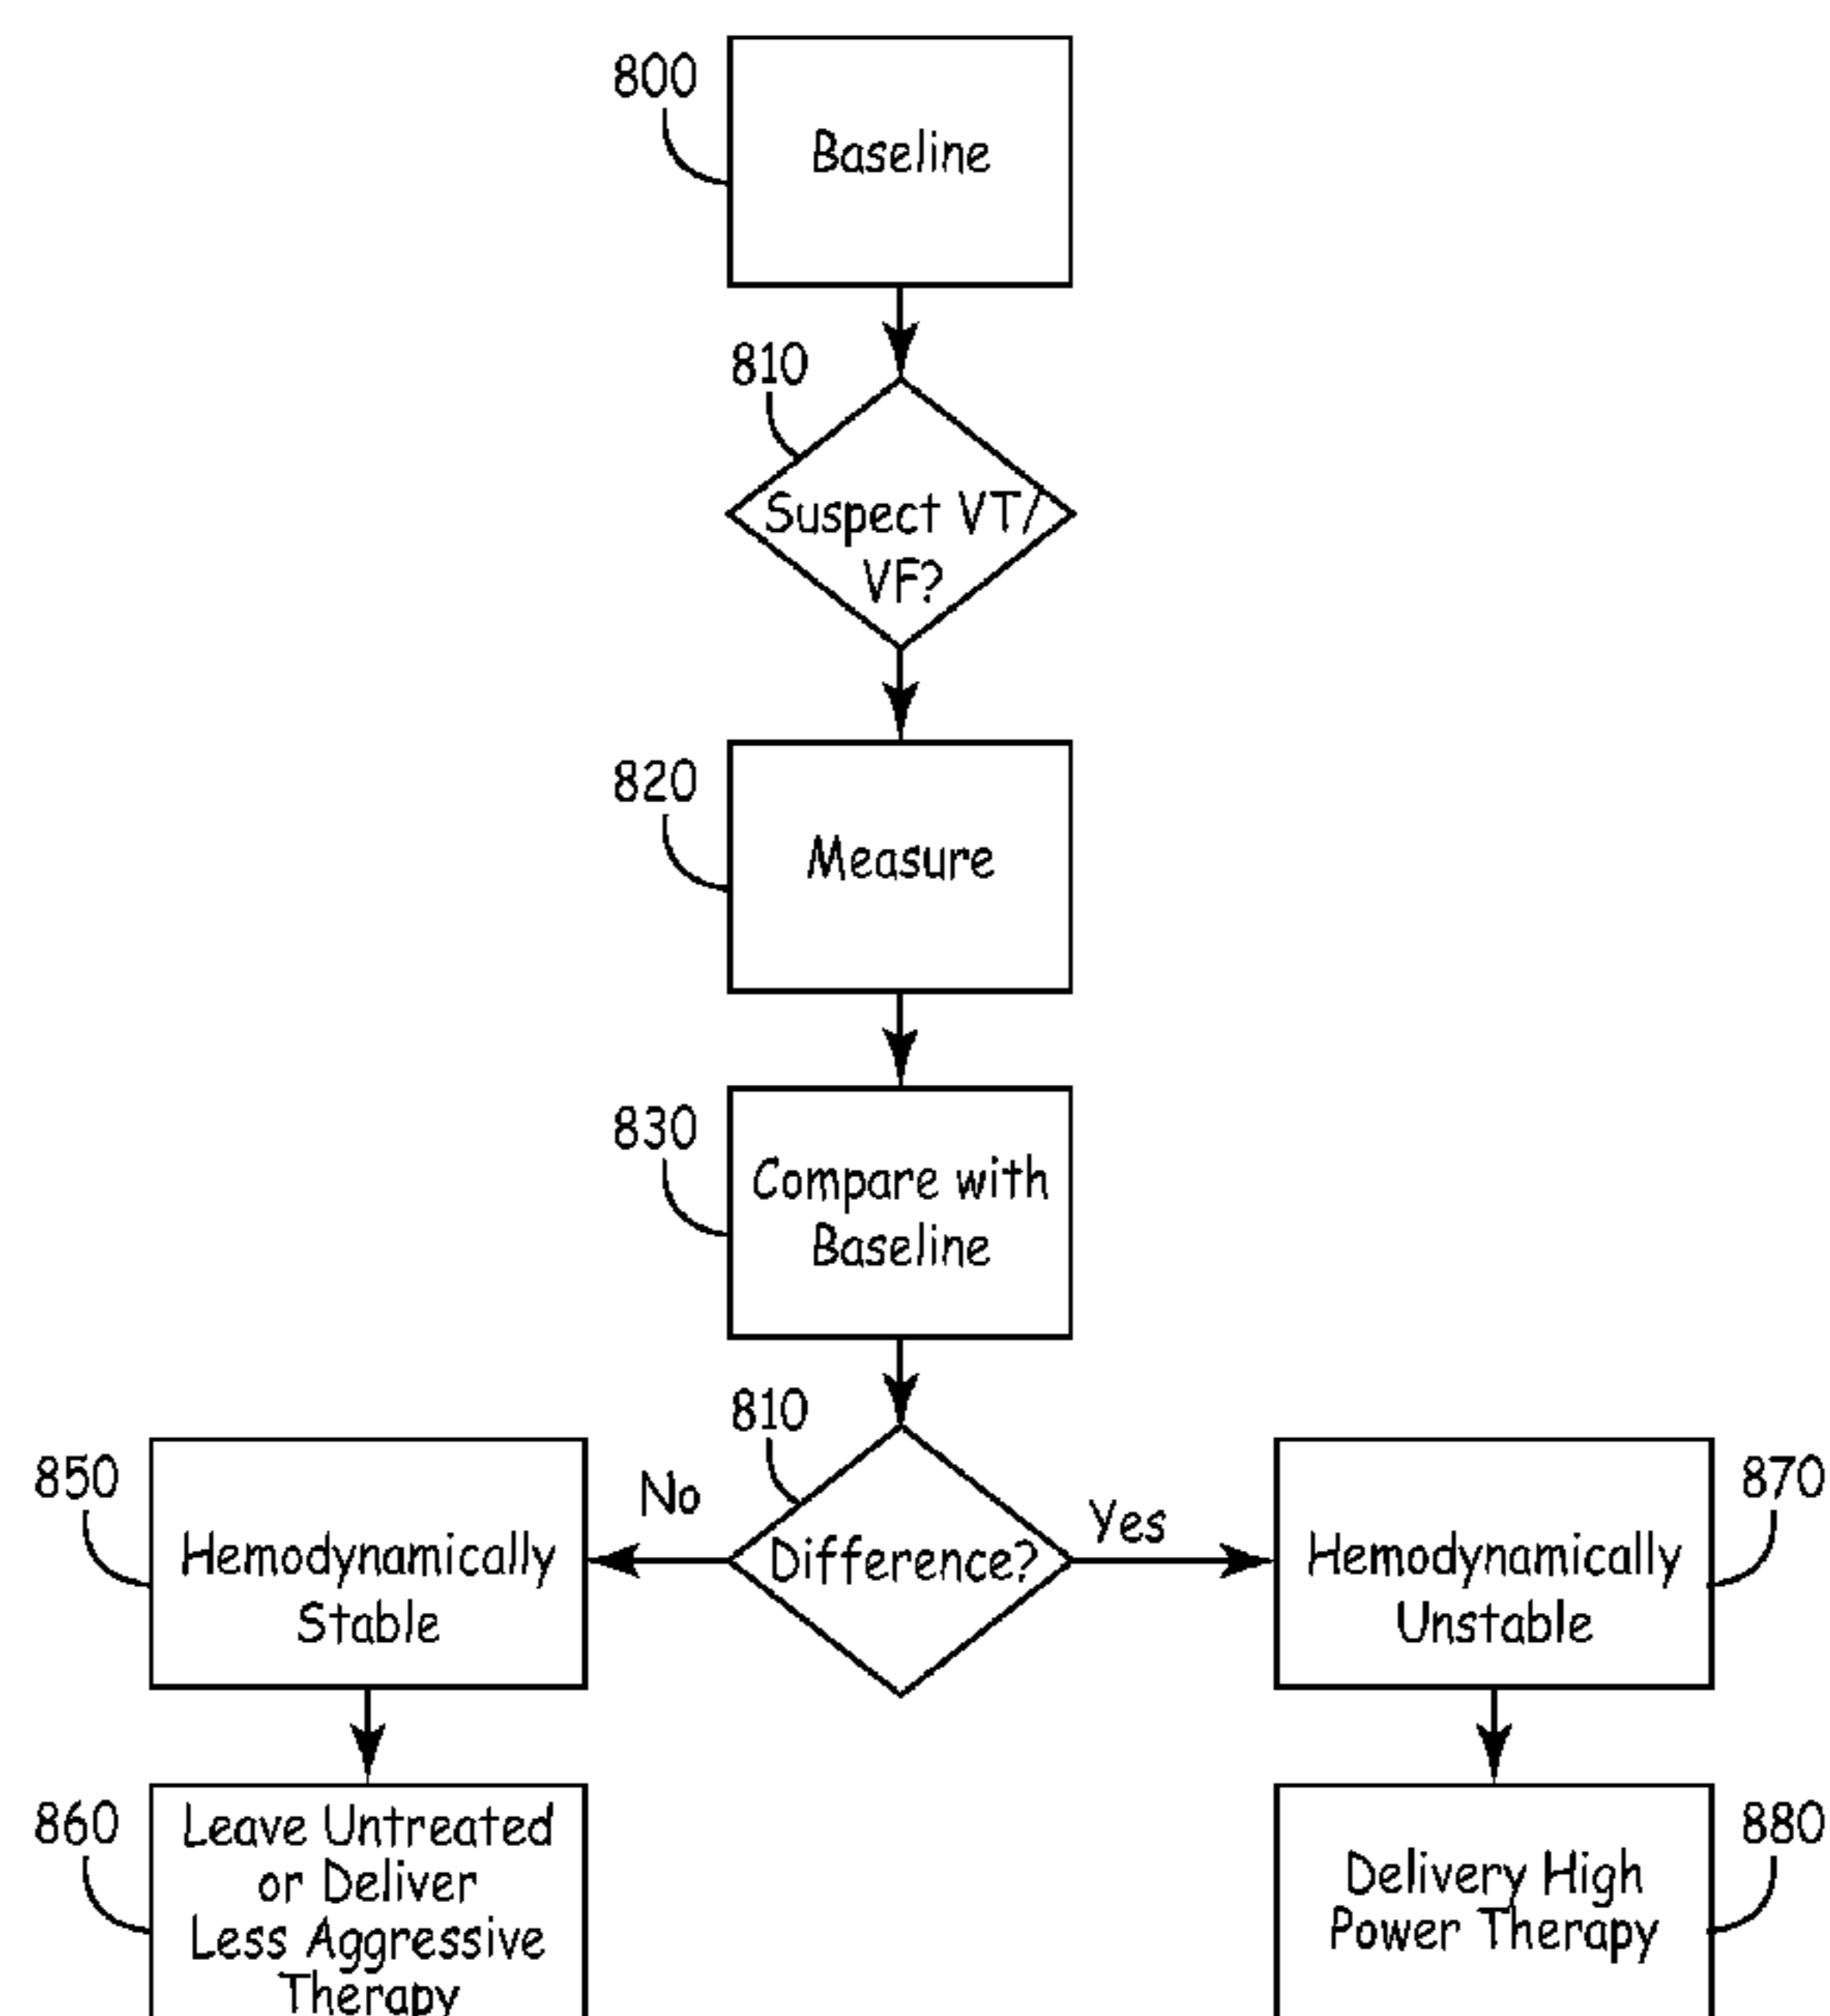 800
Baseline
810
Suspect VT/
VF?
820
Measure
830
Compare with
Baseline
810
Difference?
No
Yes
850
Hemodynamically
Stable
870
Hemodynamically
Unstable
860
Leave Untreated
or Deliver
Less Aggressive
Therapy
880
Delivery High
Power Therapy